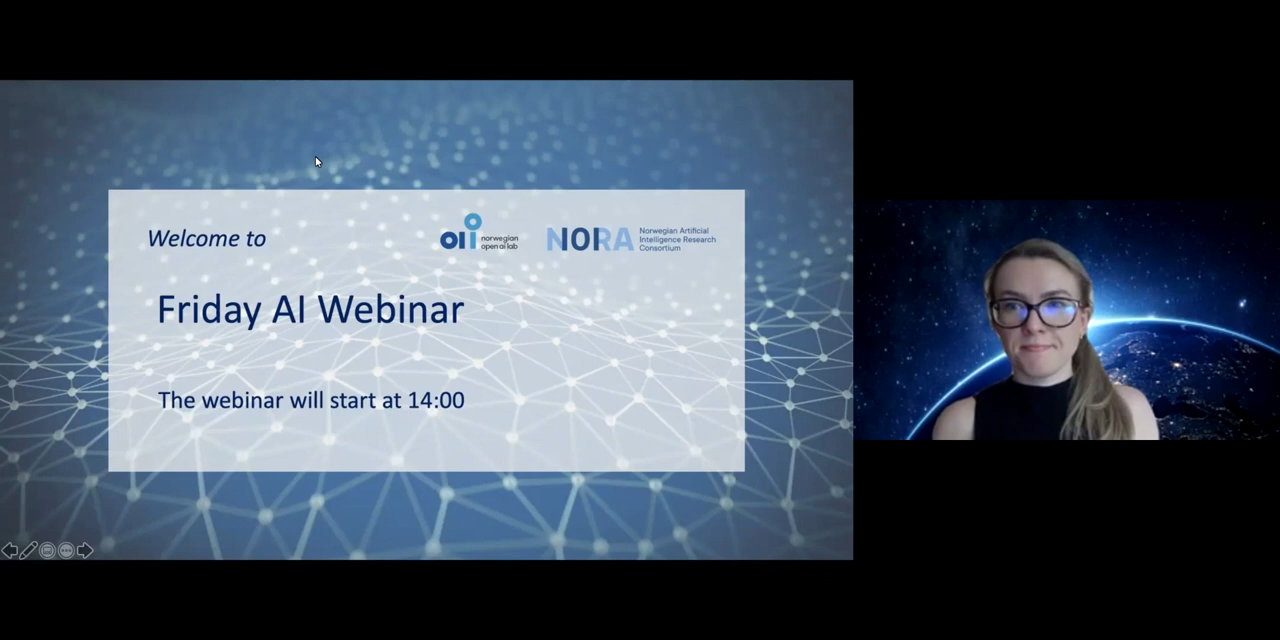 Welcome to
norwegian
open ai lab
NORA
Norwegian Artificial
Intelligence Research
Consortium
Friday AI Webinar
The webinar will start at 14:00